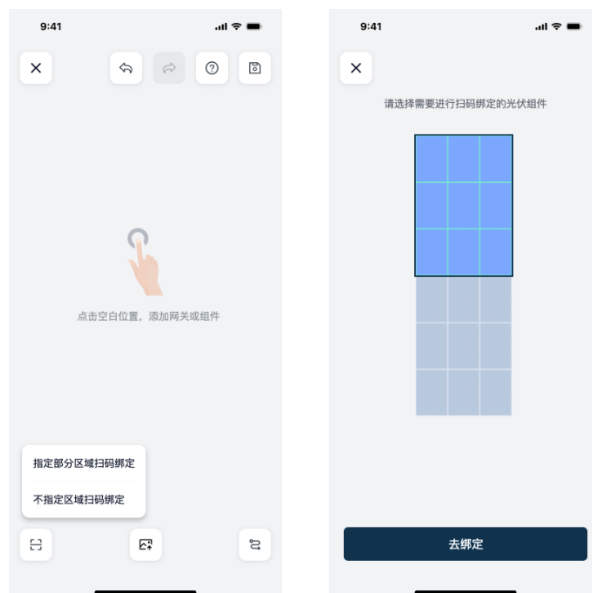 9:41
点击空白位置，添加网关或组件
指定部分区域扫码绑定
不指定区域扫码绑定
9:41
请选择需要进行扫码绑定的光伏组件
去绑定